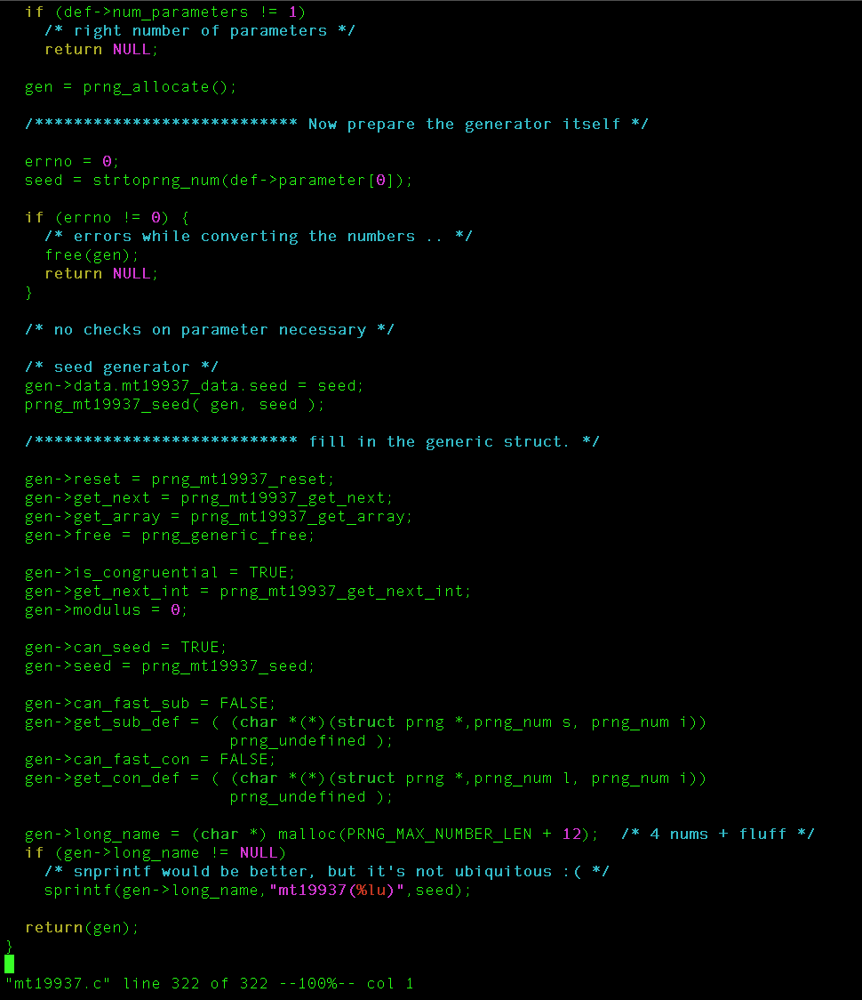 if (def->num_parameters != 1)
/* right number of parameters */
return NULL;
gen = prng_allocate();
/*************************** Now prepare the generator itself */
errno = 0;
seed = strtoprng_num(def->parameter[0]);
if (errno != 0) {
/* errors while converting the numbers .. */
free(gen);
return NULL;
}
/* no checks on parameter necessary */
/* seed generator */
gen->data.mt19937_data.seed = seed;
prng_mt19937_seed( gen, seed );
/*************************** fill in the generic struct. */
gen->reset = prng_mt19937_reset;
gen->get_next = prng_mt19937_get_next;
gen->get_array = prng_mt19937_get_array;
gen->free = prng_generic_free;
gen->is_congruential = TRUE;
gen->get_next_int = prng_mt19937_get_next_int;
gen->modulus = 0;
gen->can_seed = TRUE;
gen->seed = prng_mt19937_seed;
gen->can_fast_sub = FALSE;
gen->get_sub_def = ( (char *(*)(struct prng *,prng_num s, prng_num i))
prng_undefined );
gen->can_fast_con = FALSE;
gen->get_con_def = ( (char *(*)(struct prng *,prng_num l, prng_num i))
prng_undefined );
gen->long_name = (char *) malloc(PRNG_MAX_NUMBER_LEN + 12);  /* 4 nums + fluff */
if (gen->long_name != NULL)
/* snprintf would be better, but it's not ubiquitous :( */
sprintf(gen->long_name,"mt19937(%lu)",seed);
return(gen);
}
"mt19937.c" line 322 of 322 --100%-- col 1